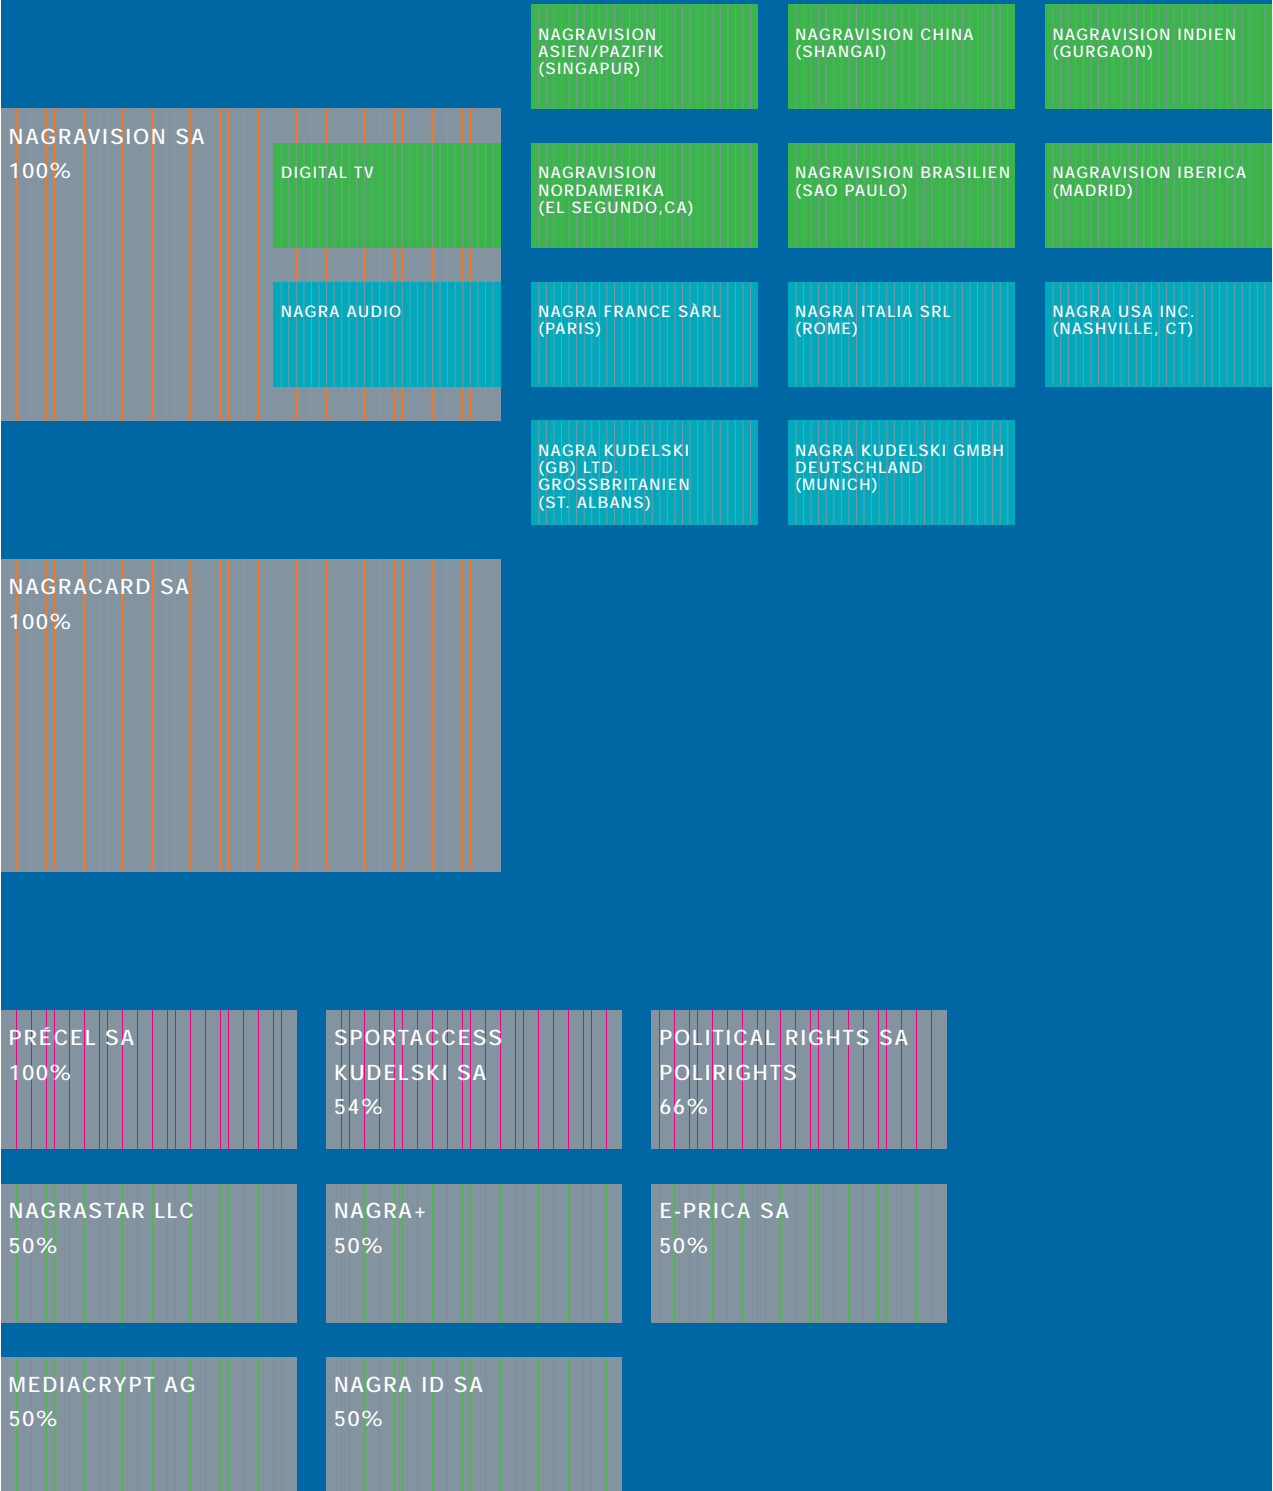 NAGRAVISION
ASIEN/PAZIFIK
(SINGAPUR)
NAGRAVISION CHINA
(SHANGAI)
NAGRAVISION INDIEN
(GURGAON)
NAGRAVISION SA
100%
DIGITAL TV
NAGRAVISION
NORDAMERIKA
(EL SEGUNDO,CA)
NAGRAVISION BRASILIEN
(SAO PAULO)
NAGRAVISION IBERICA
(MADRID)
NAGRA AUDIO
NAGRA FRANCE SÀRL
(PARIS)
NAGRA ITALIA SRL
(ROME)
NAGRA USA INC.
(NASHVILLE, CT)
NAGRA KUDELSKI
(GB) LTD.
GROSSBRITANIEN
(ST. ALBANS)
NAGRA KUDELSKI GMBH
DEUTSCHLAND
(MUNICH)
NAGRACARD SA
100%
PRÉCEL SA
100%
SPORTACCESS
KUDELSKI SA
54%
POLITICAL RIGHTS SA
POLIRIGHTS
66%
NAGRASTAR LLC
50%
NAGRA+
50%
E-PRICA SA
50%
MEDIACRYPT AG
50%
NAGRA ID SA
50%